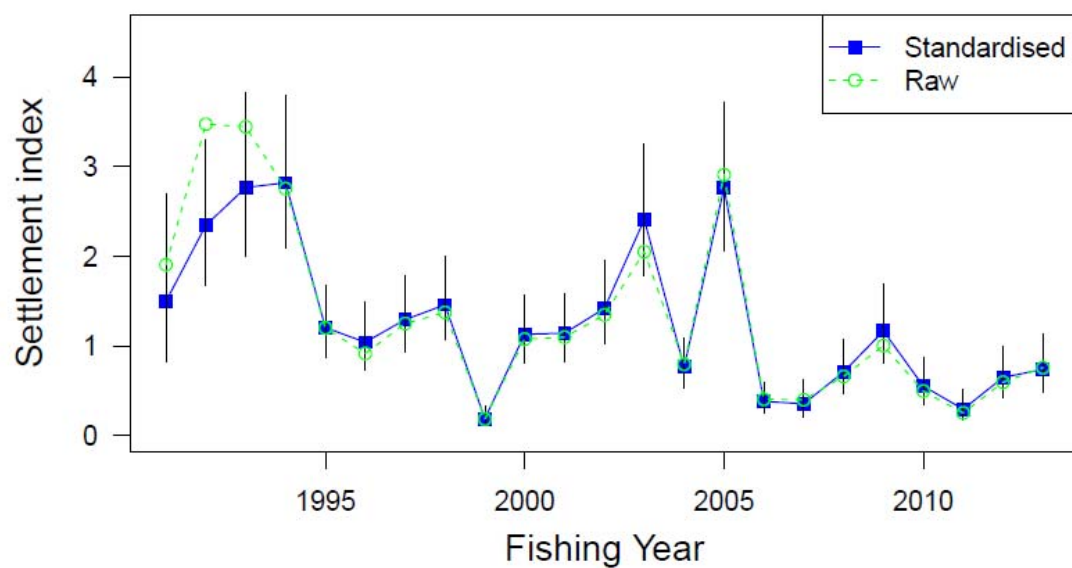 Standardised
Raw
Settlement index
4
3
2
1
0
1995 2000 2005 2010
Fishing Year